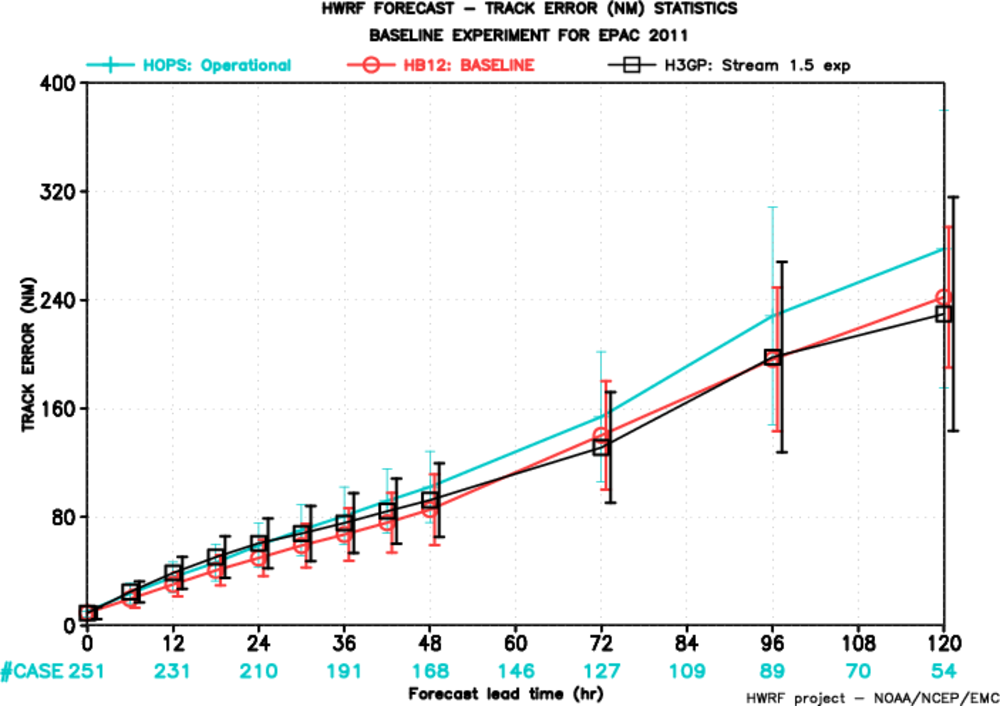 HWRF FORECAST – TRACK ERROR (NM) STATISTICS
BASELINE EXPERIMENT FOR EPAC 2011
HOPS: Operational HB12: BASELINE H3GP: Stream 1.5 exp
400
320
240
160
80
0
TRACK ERROR (NM)
0 12 24 36 48 60 72 84 96 108 120
#CASE 251 231 210 191 168 146 127 109 89 70 54
Forecast lead time (hr)
HWRF project – NOAA/NCEP/EMC